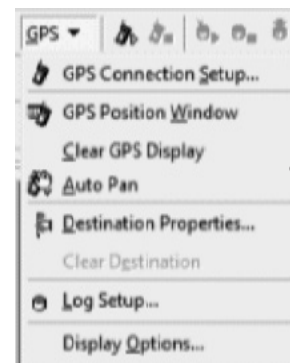 GPS
GPS Connection Setup...
GPS Position Window
Clear GPS Display
Auto Pan
Destination Properties...
Clear Destination
Log Setup...
Display Options...